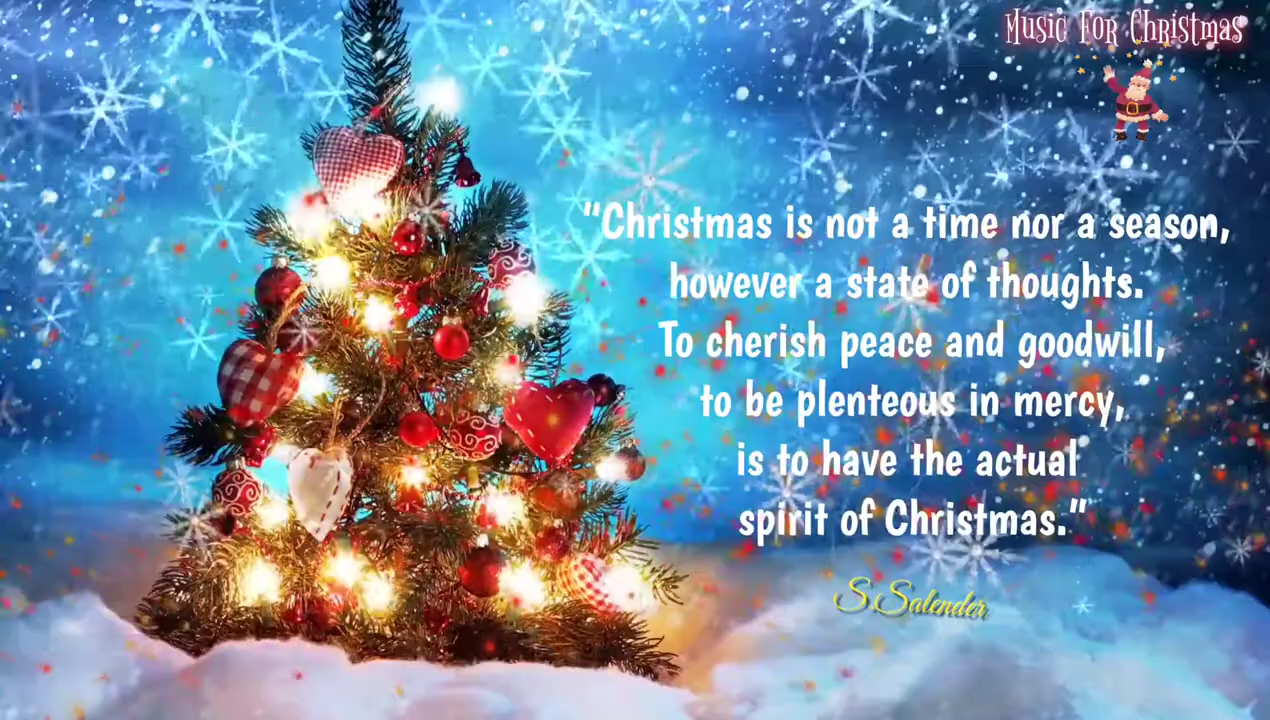 Music For Christmas
“Christmas is not a time nor a season,
however a state of thoughts.
To cherish peace and goodwill,
to be plenteous in mercy,
is to have the actual
spirit of Christmas.”
S.Salender